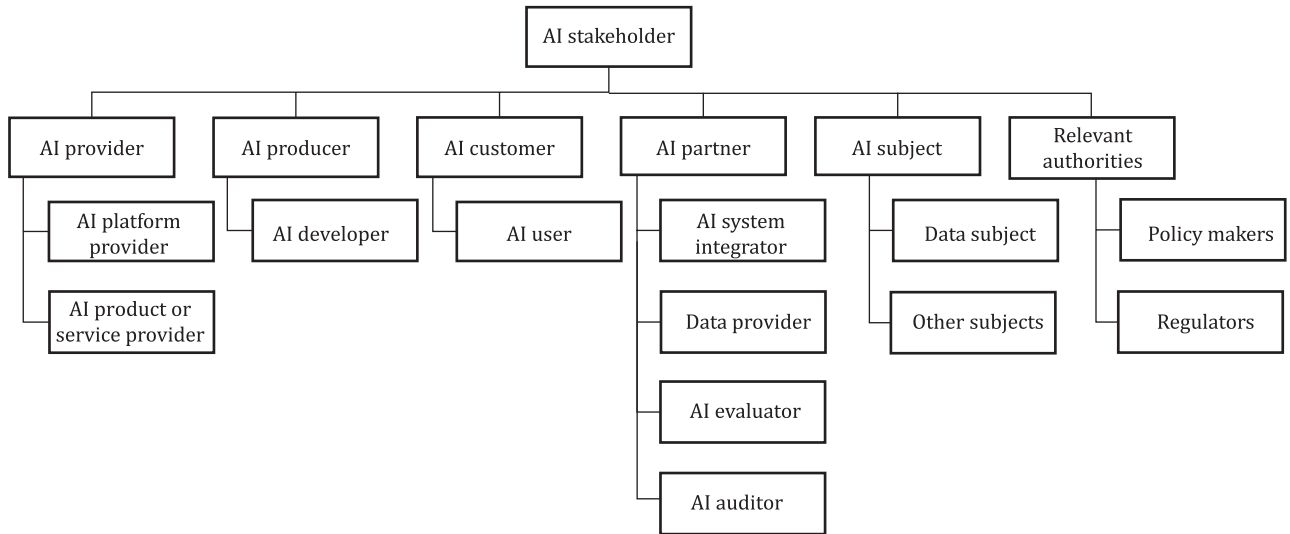 AI stakeholder
AI provider
AI producer
AI customer
AI partner
AI subject
Relevant
authorities
AI platform
provider
AI developer
AI user
AI system
integrator
Data subject
Policy makers
AI product or
service provider
Data provider
Other subjects
Regulators
AI evaluator
AI auditor